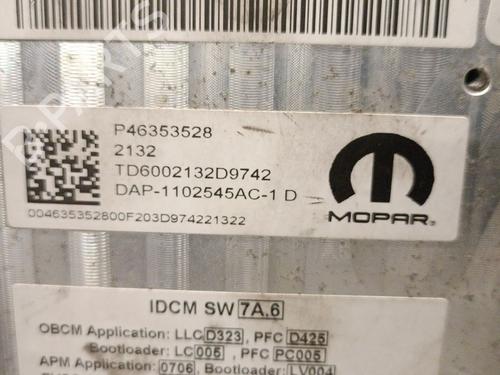 P46353528
2132
TD6002132D9742
DAP-1102545AC-1 D
004635352800F203D974221322
MOPAR®
IDCM SW 7A.6
OBCM Application: LLC D323, PFC D425
Bootloader: LC 005, PFC PC005
APM Application: 0706, Bootloader: LV004